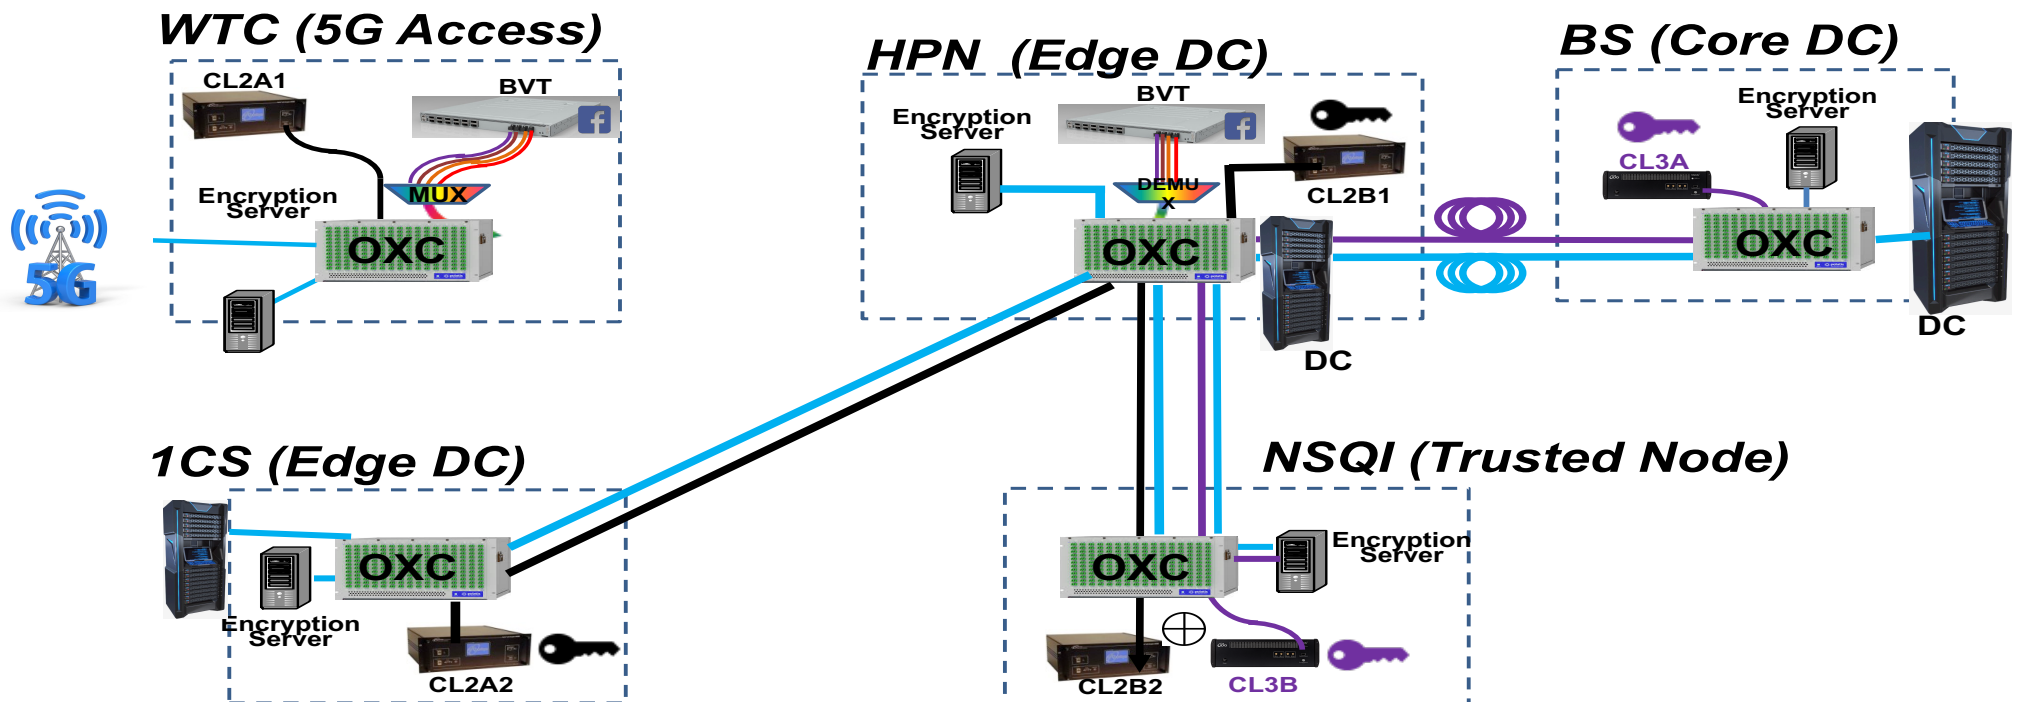 WTC (5G Access)
CL2A1
BVT
f
MUX
Encryption
Server
OXC
5G
HPN  (Edge DC)
Encryption
Server
BVT
f
DEMU
X
CL2B1
OXC
DC
BS (Core DC)
Encryption
Server
CL3A
OXC
DC
1CS (Edge DC)
OXC
Encryption
Server
CL2A2
NSQI (Trusted Node)
OXC
Encryption
Server
CL2B2
CL3B